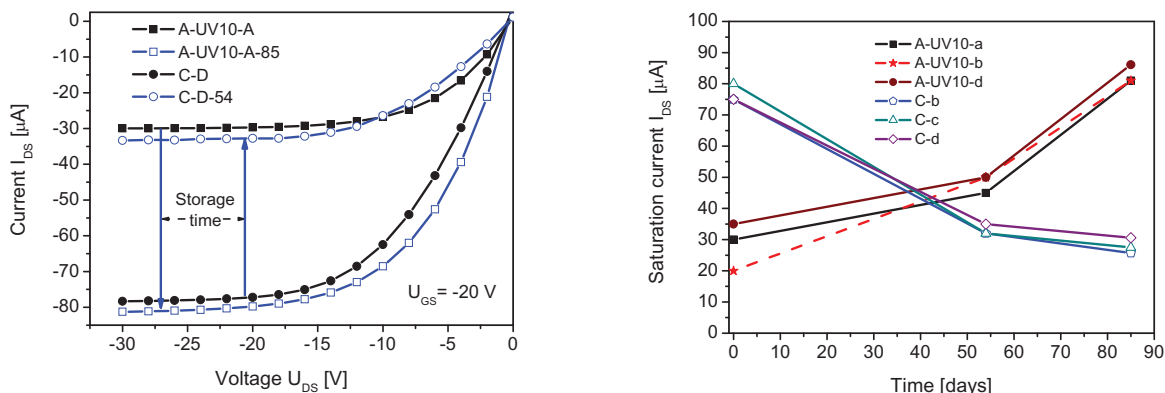 0
-10
-20
-30
-40
-50
-60
-70
-80
Current I_DS [µA]
A-UV10-A
A-UV10-A-85
C-D
C-D-54
Storage
time
U_GS= -20 V
-30 -25 -20 -15 -10 -5 0
Voltage U_DS [V]
100
90
80
70
60
50
40
30
20
10
0
Saturation current I_DS [µA]
A-UV10-a
A-UV10-b
A-UV10-d
C-b
C-c
C-d
0 10 20 30 40 50 60 70 80 90
Time [days]